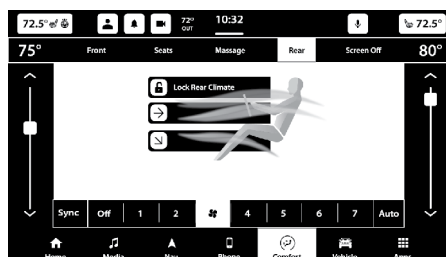 72.5° 72° OUT 10:32 72.5°
75° Front Seats Massage Rear Screen Off 80°
Lock Rear Climate
Sync Off 1 2 4 5 6 7 Auto
Home Media Nav Phone Comfort Vehicle Apps